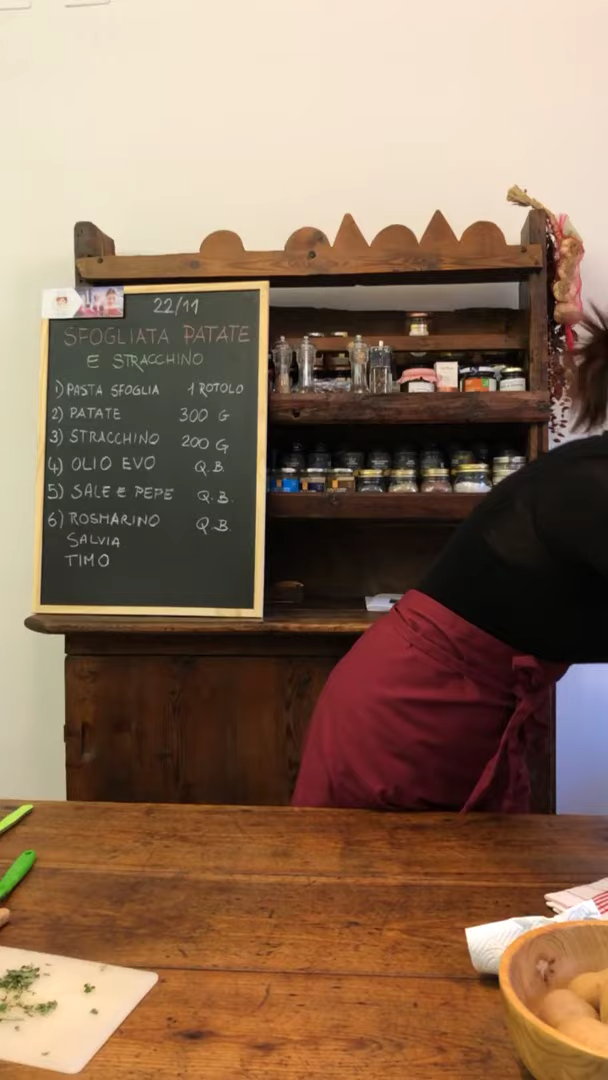 22/11
SFOGLIATA PATATE
E STRACCHINO
1) PASTA SFOGLIA 1 ROTOLO
2) PATATE 300 G
3) STRACCHINO 200 G
4) OLIO EVO Q.B
5) SALE E PEPE Q.B.
6) ROSMARINO Q.B.
SALVIA
TIMO